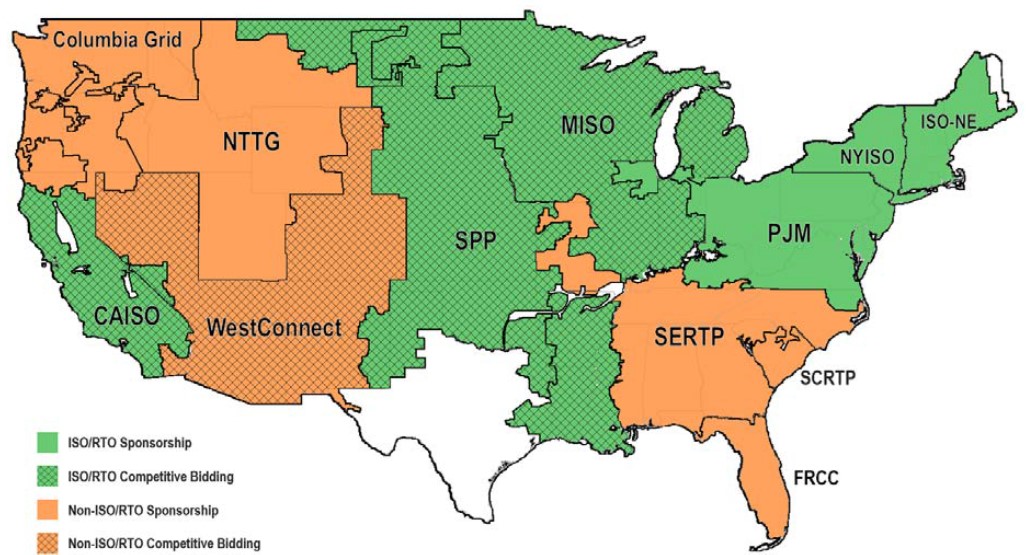 Columbia Grid
NTTG
MISO
ISO-NE
NYISO
PJM
SPP
CAISO
WestConnect
SERTP
SCRTP
FRCC
ISO/RTO Sponsorship
ISO/RTO Competitive Bidding
Non-ISO/RTO Sponsorship
Non-ISO/RTO Competitive Bidding